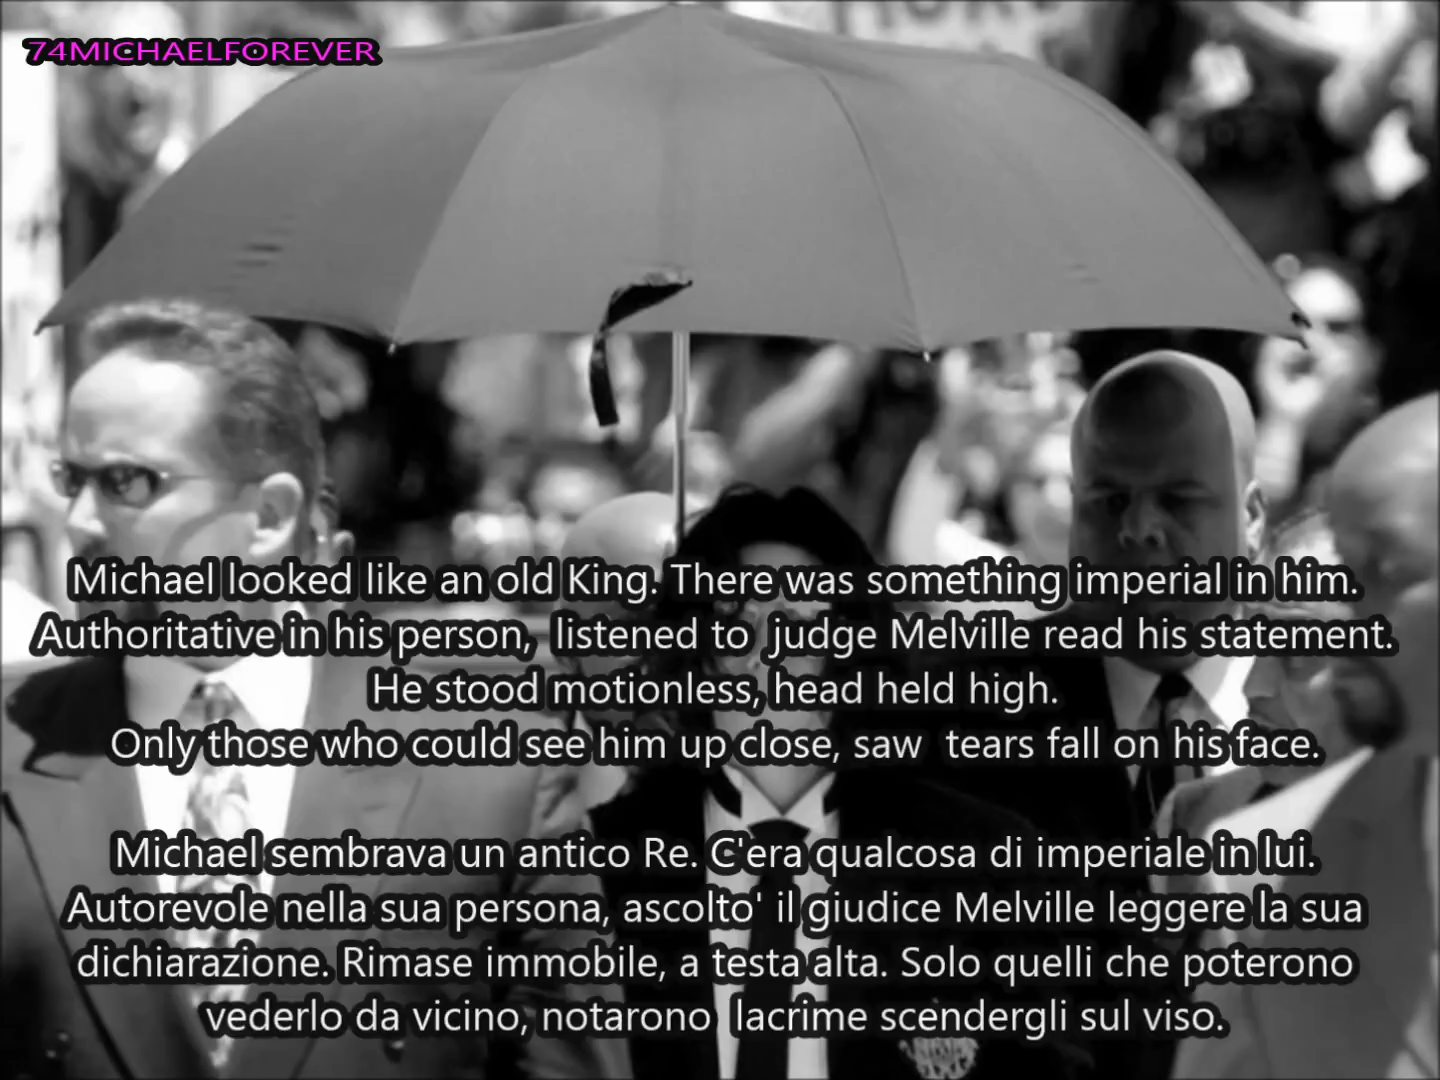 74MICHAELFOREVER
Michael looked like an old King. There was something imperial in him.
Authoritative in his person,  listened to  judge Melville read his statement.
He stood motionless, head held high.
Only those who could see him up close, saw  tears fall on his face.
Michael sembrava un antico Re. C'era qualcosa di imperiale in lui.
Autorevole nella sua persona, ascolto' il giudice Melville leggere la sua
dichiarazione. Rimase immobile, a testa alta. Solo quelli che poterono
vederlo da vicino, notarono  lacrime scendergli sul viso.